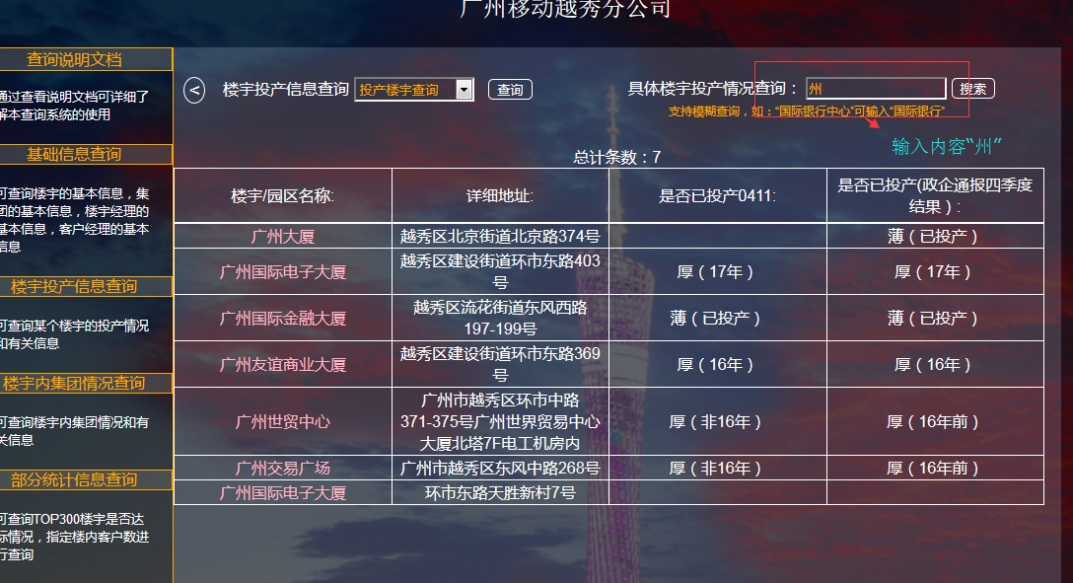 广州移动越秀分公司
查询说明文档
通过查看说明文档可详细了
解本查询系统的使用
基础信息查询
可查询楼宇的基本信息，集
团的基本信息，楼宇经理的
基本信息，客户经理的基本
信息
楼宇投产信息查询
可查询某个楼宇的投产情况
和有关信息
楼宇内集团情况查询
可查询楼宇内集团情况和有
关信息
部分统计信息查询
可查询TOP300楼宇是否达
标情况，指定楼内客户数进
行查询
< 楼宇投产信息查询 投产楼宇查询 查询 具体楼宇投产情况查询： 州 搜索
支持模糊查询，如：“国际银行中心”可输入“国际银行”
输入内容“州”
总计条数：7
楼宇/园区名称: 详细地址: 是否已投产0411: 是否已投产(政企通报四季度
结果）:
广州大厦 越秀区北京街道北京路374号 薄（已投产）
广州国际电子大厦 越秀区建设街道环市东路403
号 厚（17年） 厚（17年）
广州国际金融大厦 越秀区流花街道东风西路
197-199号 薄（已投产） 薄（已投产）
广州友谊商业大厦 越秀区建设街道环市东路369
号 厚（16年） 厚（16年）
广州世贸中心 广州市越秀区环市中路
371-375号广州世界贸易中心
大厦北塔7F电工机房内 厚（非16年） 厚（16年前）
广州交易广场 广州市越秀区东风中路268号 厚（非16年） 厚（16年前）
广州国际电子大厦 环市东路天胜新村7号